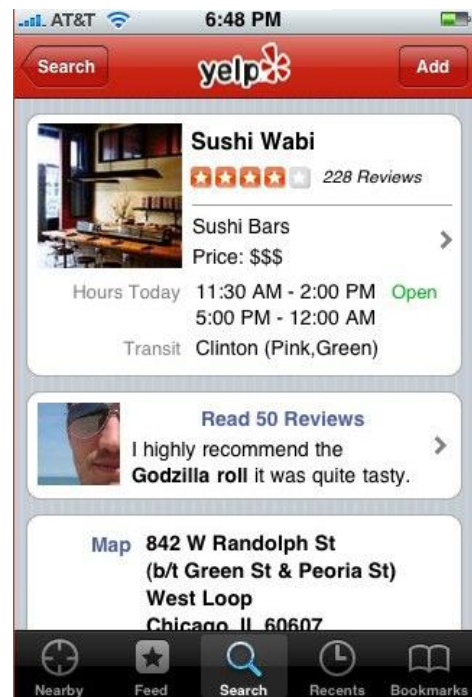 AT&T 6:48 PM
Search yelp Add
Sushi Wabi
228 Reviews
Sushi Bars
Price: $$$
Hours Today 11:30 AM - 2:00 PM Open
5:00 PM - 12:00 AM
Transit Clinton (Pink,Green)
Read 50 Reviews
I highly recommend the
Godzilla roll it was quite tasty.
Map 842 W Randolph St
(b/t Green St & Peoria St)
West Loop
Chicago, IL 60607
Nearby Feed Search Recents Bookmarks